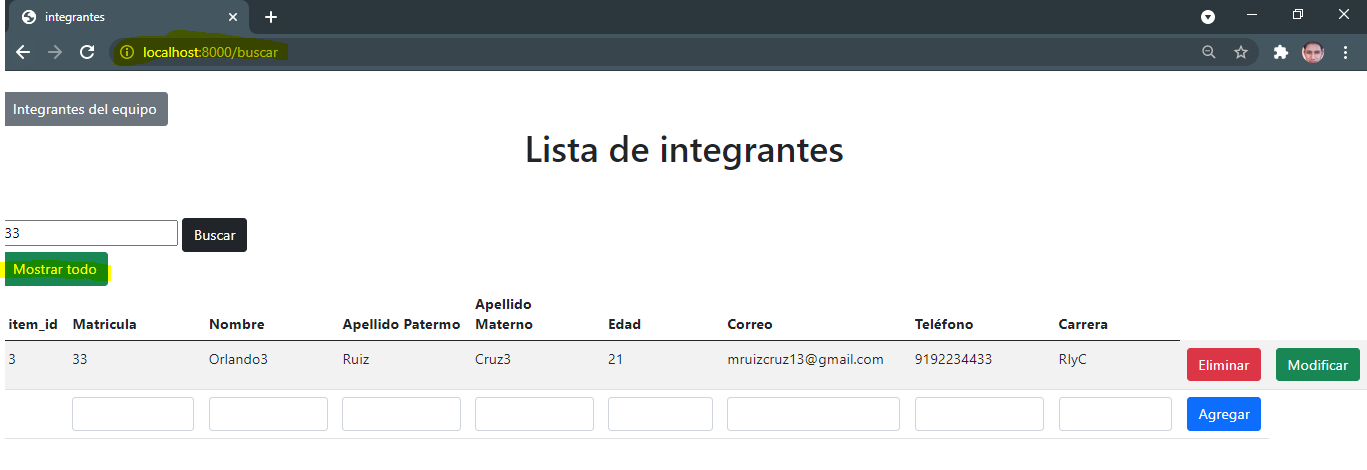 integrantes
localhost:8000/buscar
Integrantes del equipo
Lista de integrantes
33
Buscar
Mostrar todo
item_id Matricula Nombre Apellido Patermo Apellido Materno Edad Correo Teléfono Carrera
3 33 Orlando3 Ruiz Cruz3 21 mruizcruz13@gmail.com 9192234433 RIyC Eliminar Modificar
Agregar